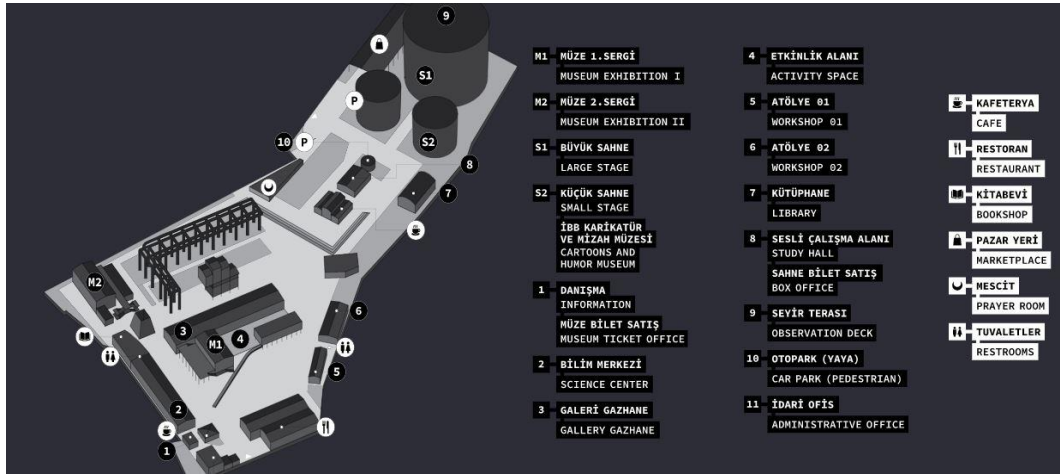 9
S1
P
S2
10
P
8
7
M2
6
3
4
M1
5
2
1
M1 MÜZE 1.SERGİ
MUSEUM EXHIBITION I
M2 MÜZE 2.SERGİ
MUSEUM EXHIBITION II
S1 BÜYÜK SAHNE
LARGE STAGE
S2 KÜÇÜK SAHNE
SMALL STAGE
İBB KARİKATÜR
VE MİZAH MÜZESİ
CARTOONS AND
HUMOR MUSEUM
1 DANIŞMA
INFORMATION
MÜZE BİLET SATIŞ
MUSEUM TICKET OFFICE
2 BİLİM MERKEZİ
SCIENCE CENTER
3 GALERİ GAZHANE
GALLERY GAZHANE
4 ETKİNLİK ALANI
ACTIVITY SPACE
5 ATÖLYE 01
WORKSHOP 01
6 ATÖLYE 02
WORKSHOP 02
7 KÜTÜPHANE
LIBRARY
8 SESLİ ÇALIŞMA ALANI
STUDY HALL
SAHNE BİLET SATIŞ
BOX OFFICE
9 SEYİR TERASI
OBSERVATION DECK
10 OTOPARK (YAYA)
CAR PARK (PEDESTRIAN)
11 İDARİ OFİS
ADMINISTRATIVE OFFICE
KAFETERYA
CAFE
RESTORAN
RESTAURANT
KİTABEVİ
BOOKSHOP
PAZAR YERİ
MARKETPLACE
MESCİT
PRAYER ROOM
TUVALETLER
RESTROOMS